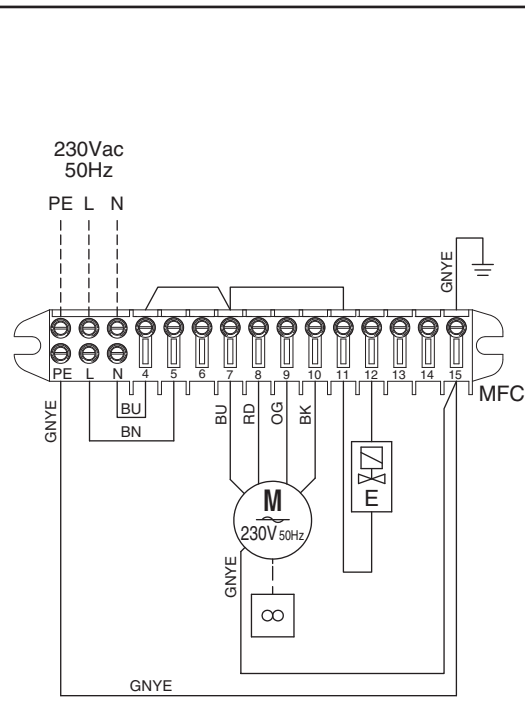 230Vac
50Hz
PE L N
GNYE
PE L N 4 5 6 7 8 9 10 11 12 13 14 15
MFC
GNYE
BU
BN
BU
RD
OG
BK
E
M
230V 50Hz
GNYE
8
GNYE